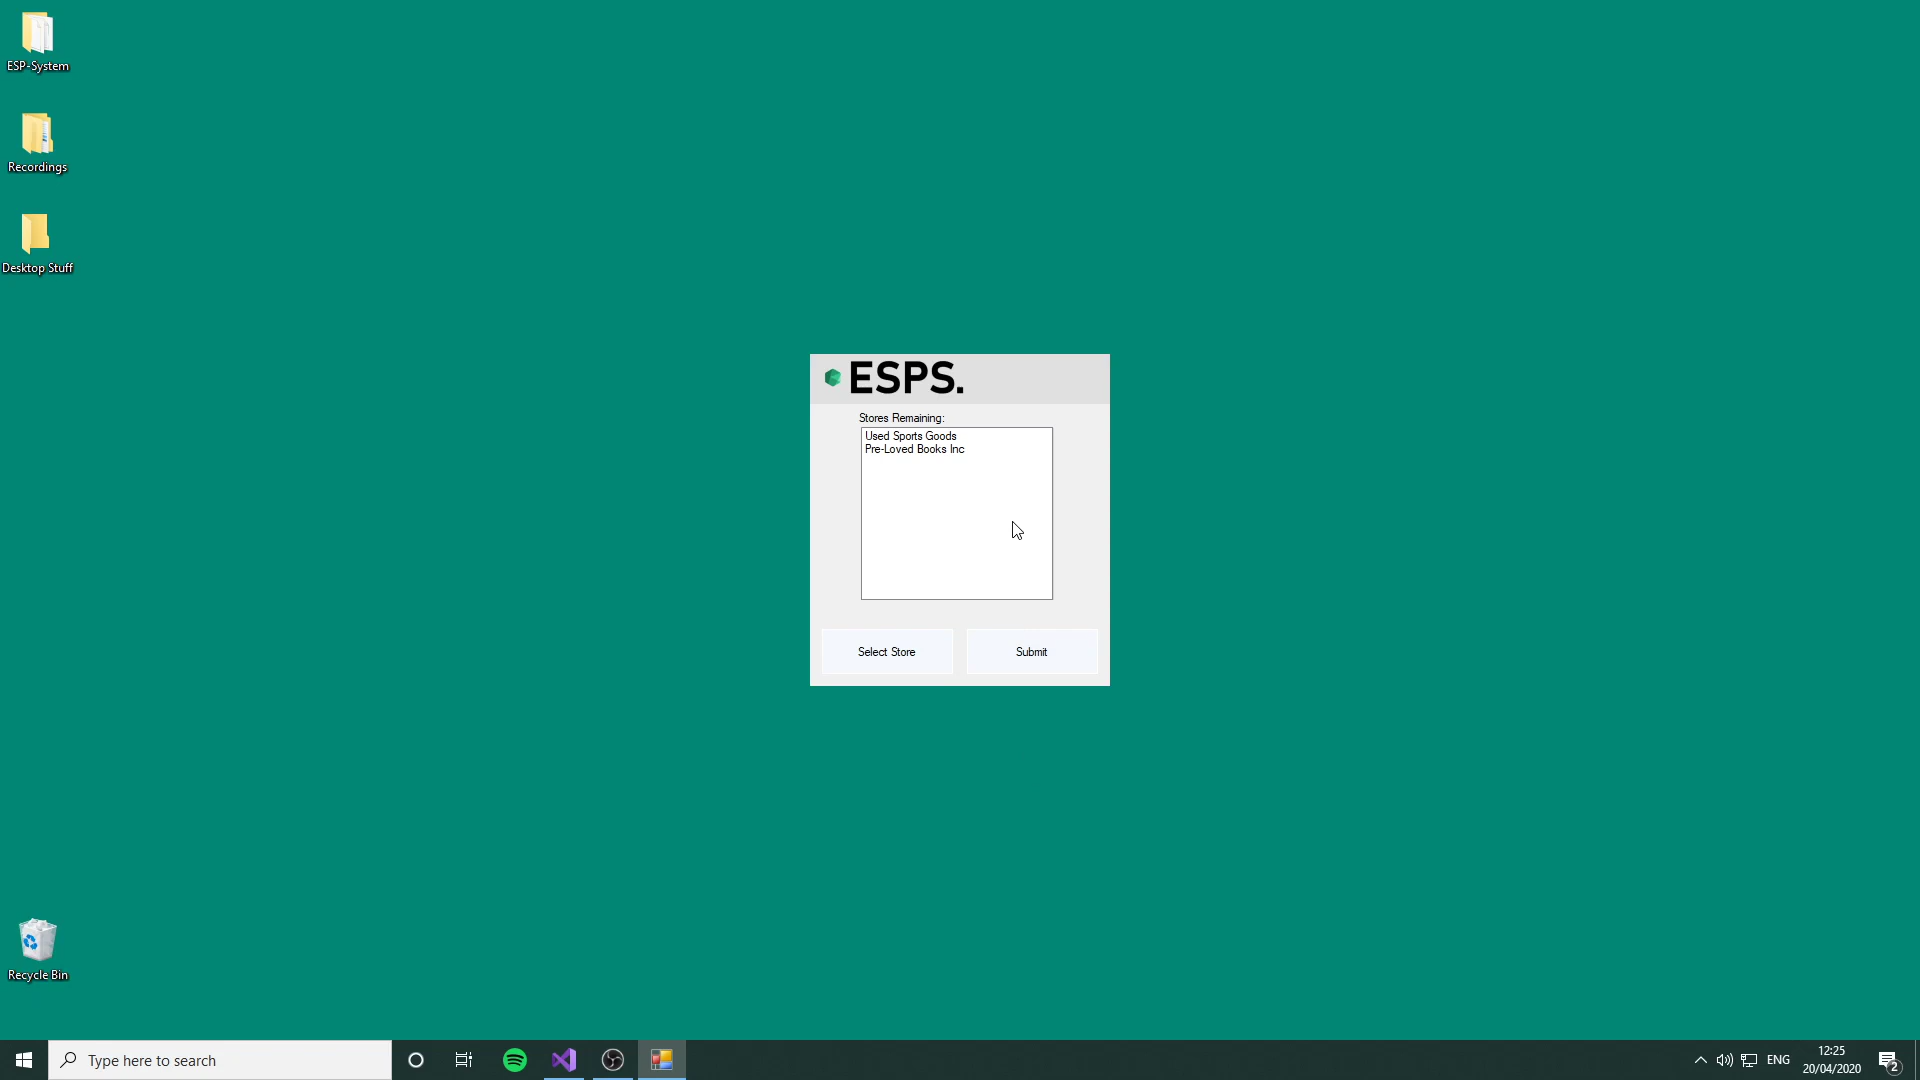 ESP-System
Recordings
Desktop Stuff
ESPS.
Stores Remaining:
Used Sports Goods
Pre-Loved Books Inc
Select Store
Submit
Recycle Bin
Type here to search
ENG
12:25
20/04/2020
2